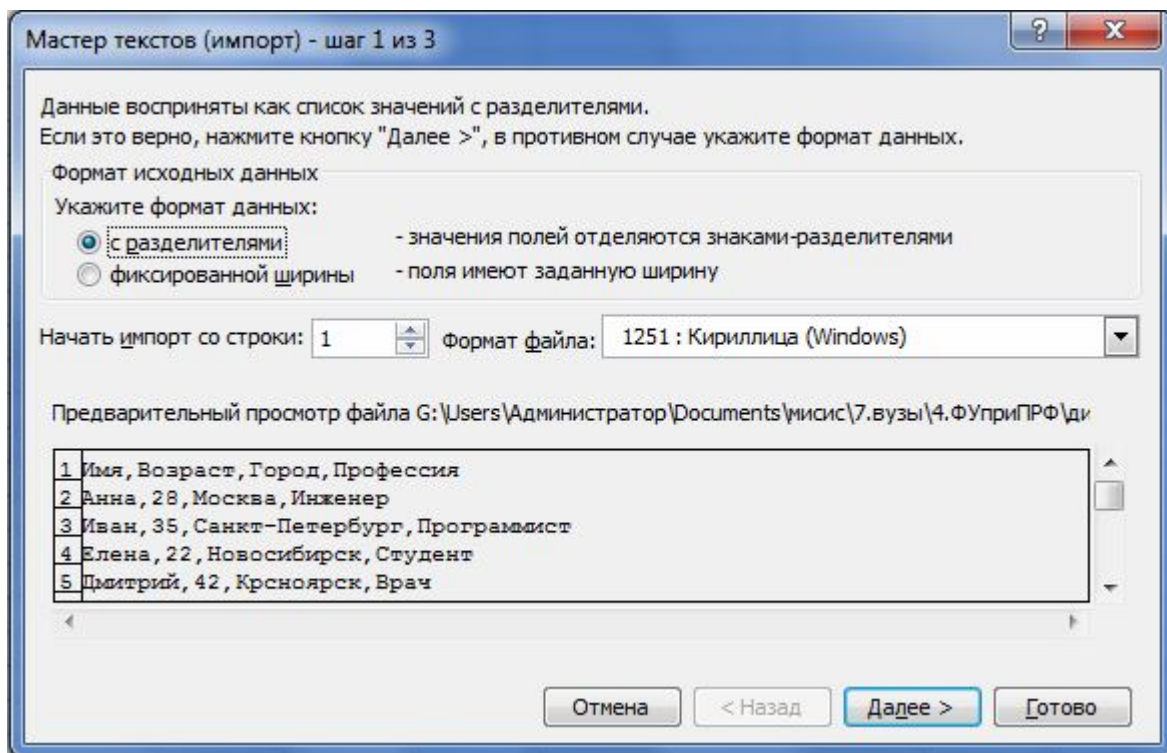 Мастер текстов (импорт) - шаг 1 из 3
Данные восприняты как список значений с разделителями.
Если это верно, нажмите кнопку "Далее >", в противном случае укажите формат данных.
Формат исходных данных
Укажите формат данных:
с разделителями - значения полей отделяются знаками-разделителями
фиксированной ширины - поля имеют заданную ширину
Начать импорт со строки: 1 Формат файла: 1251 : Кириллица (Windows)
Предварительный просмотр файла G:\Users\Администратор\Documents\мисис\7.вузы\4.ФУприПРФ\ди
1 Имя,Возраст,Город,Профессия
2 Анна,28,Москва,Инженер
3 Иван,35,Санкт-Петербург,Программист
4 Елена,22,Новосибирск,Студент
5 Дмитрий,42,Крсноярск,Врач
Отмена < Назад Далее > Готово